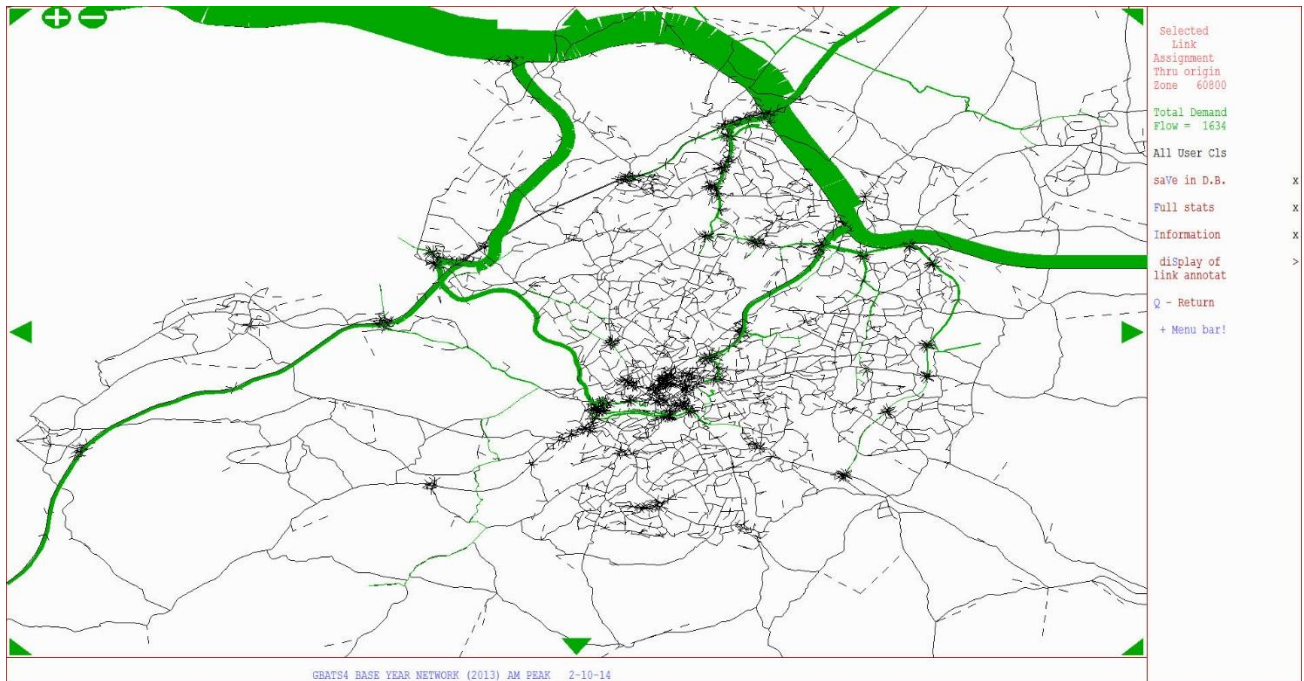 Selected
Link
Assignment
Thru origin
Zone 60800
Total Demand
Flow = 1634
All User Cls
saVe in D.B. x
Full stats x
Information x
diSplay of >
link annotat
Q - Return
+ Menu bar!
GBATS4 BASE YEAR NETWORK (2013) AM PEAK 2-10-14